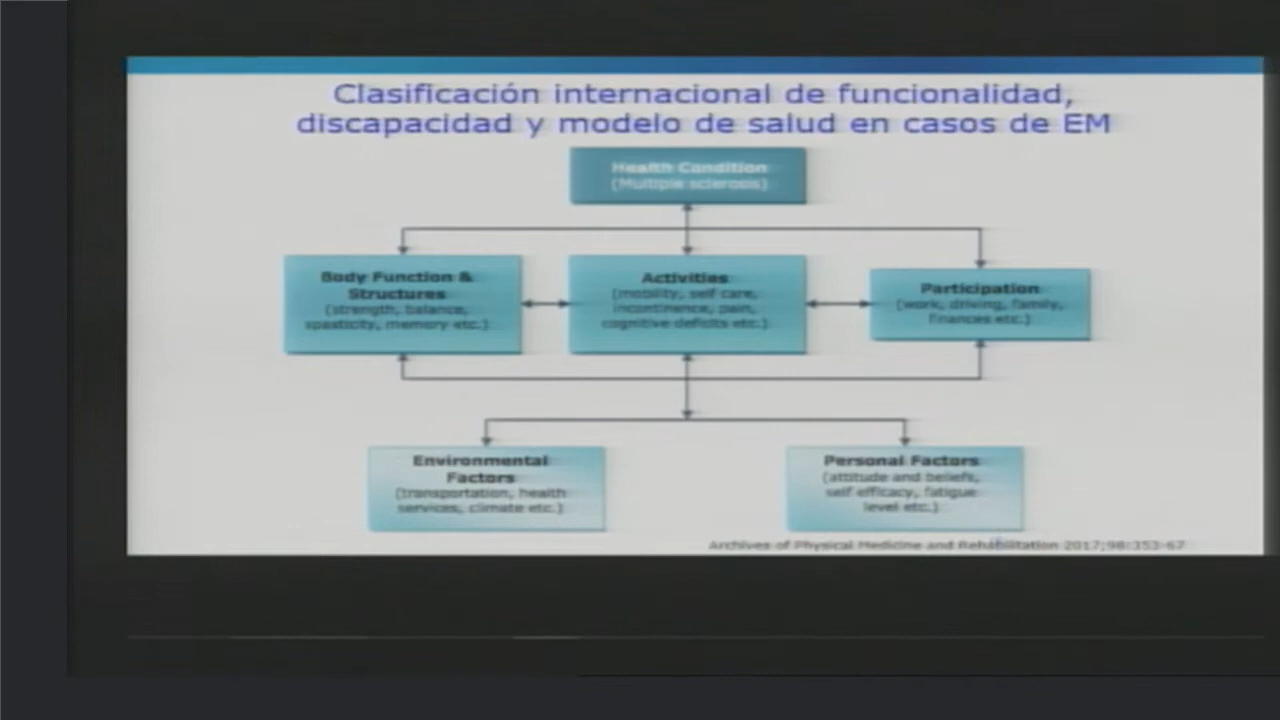 Clasificación internacional de funcionalidad,
discapacidad y modelo de salud en casos de EM
Health Condition
(Multiple sclerosis)
Body Function &
Structures
(strength, balance,
spasticity, memory etc.)
Activities
(mobility, self care,
incontinence, pain,
cognitive deficits etc.)
Participation
(work, driving, family,
finances etc.)
Environmental
Factors
(transportation, health
services, climate etc.)
Personal Factors
(attitude and beliefs,
self efficacy, fatigue
level etc.)
Archives of Physical Medicine and Rehabilitation 2017;98:353-67